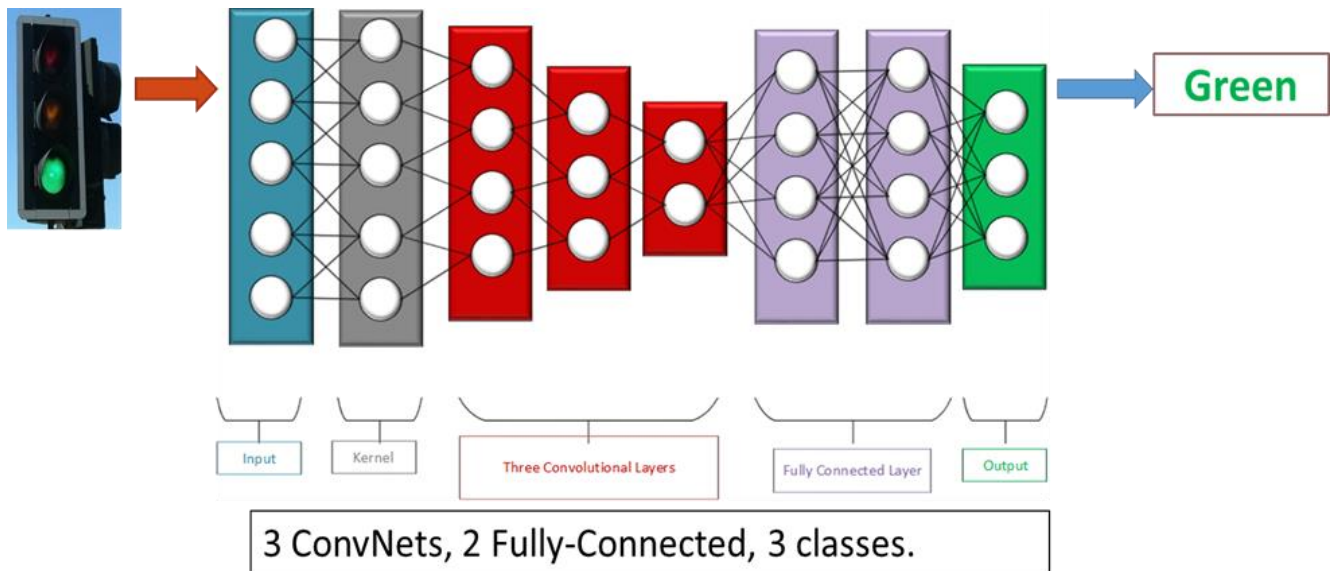 Green
Input
Kernel
Three Convolutional Layers
Fully Connected Layer
Output
3 ConvNets, 2 Fully-Connected, 3 classes.